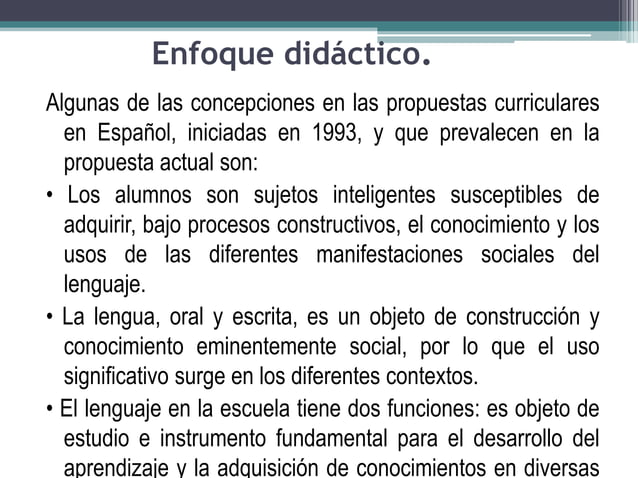 Enfoque didáctico.
Algunas de las concepciones en las propuestas curriculares
en Español, iniciadas en 1993, y que prevalecen en la
propuesta actual son:
• Los alumnos son sujetos inteligentes susceptibles de
adquirir, bajo procesos constructivos, el conocimiento y los
usos de las diferentes manifestaciones sociales del
lenguaje.
• La lengua, oral y escrita, es un objeto de construcción y
conocimiento eminentemente social, por lo que el uso
significativo surge en los diferentes contextos.
• El lenguaje en la escuela tiene dos funciones: es objeto de
estudio e instrumento fundamental para el desarrollo del
aprendizaje y la adquisición de conocimientos en diversas